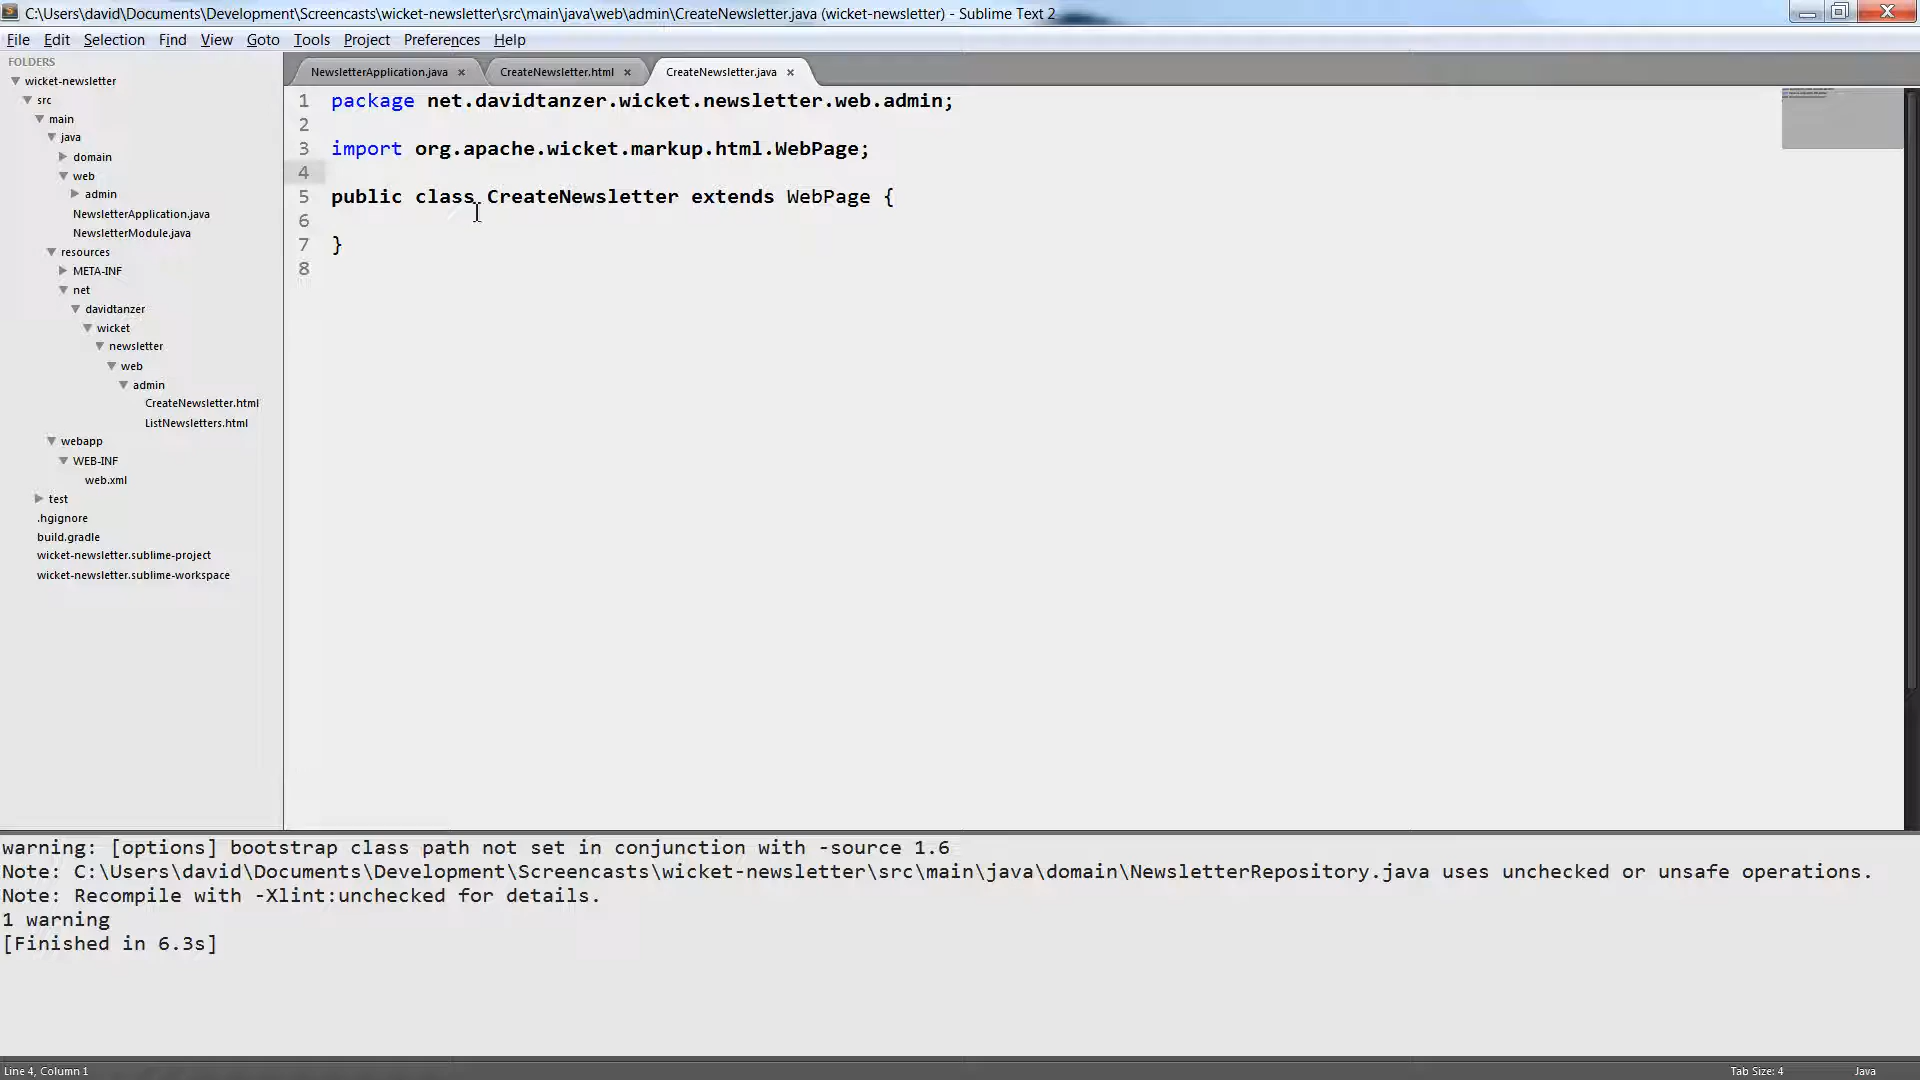 C:\Users\david\Documents\Development\Screencasts\wicket-newsletter\src\main\java\web\admin\CreateNewsletter.java (wicket-newsletter) - Sublime Text 2
File Edit Selection Find View Goto Tools Project Preferences Help
FOLDERS
wicket-newsletter
src
main
java
domain
web
admin
NewsletterApplication.java
NewsletterModule.java
resources
META-INF
net
davidtanzer
wicket
newsletter
web
admin
CreateNewsletter.html
ListNewsletters.html
webapp
WEB-INF
web.xml
test
.hgignore
build.gradle
wicket-newsletter.sublime-project
wicket-newsletter.sublime-workspace
NewsletterApplication.java × CreateNewsletter.html × CreateNewsletter.java ×
1 package net.davidtanzer.wicket.newsletter.web.admin;
2
3 import org.apache.wicket.markup.html.WebPage;
4
5 public class CreateNewsletter extends WebPage {
6
7 }
8
warning: [options] bootstrap class path not set in conjunction with -source 1.6
Note: C:\Users\david\Documents\Development\Screencasts\wicket-newsletter\src\main\java\domain\NewsletterRepository.java uses unchecked or unsafe operations.
Note: Recompile with -Xlint:unchecked for details.
1 warning
[Finished in 6.3s]
Line 4, Column 1 Tab Size: 4 Java